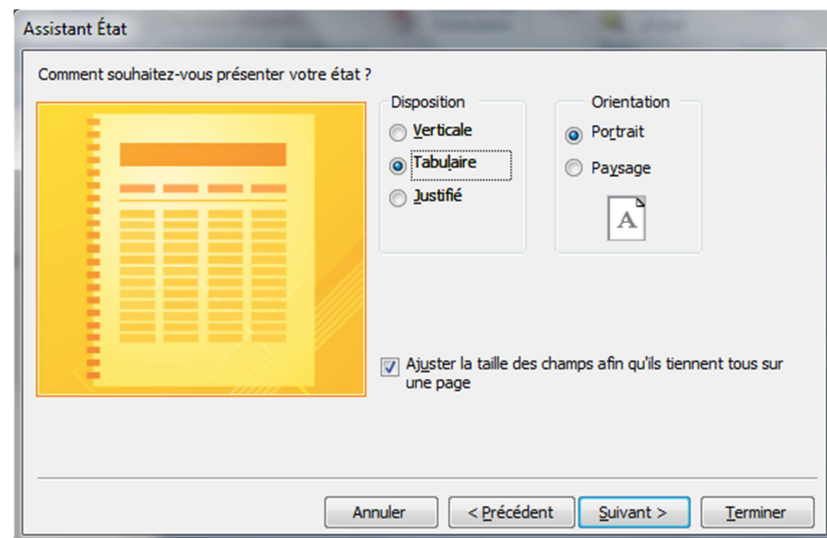 Assistant État
Comment souhaitez-vous présenter votre état ?
Disposition
Verticale
Tabulaire
Justifié
Orientation
Portrait
Paysage
A
Ajuster la taille des champs afin qu'ils tiennent tous sur
une page
Annuler
< Précédent
Suivant >
Terminer